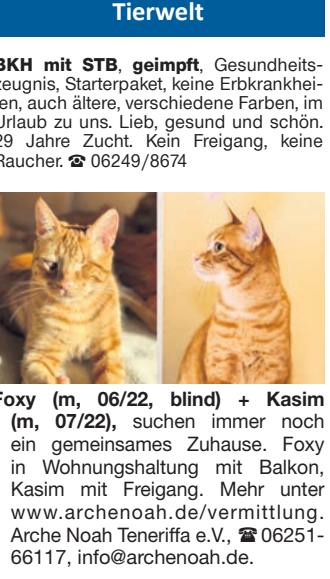 Tierwelt
BKH mit STB, geimpft, Gesundheits-
zeugnis, Starterpaket, keine Erbkrankhei-
ten, auch ältere, verschiedene Farben, im
Urlaub zu uns. Lieb, gesund und schön.
29 Jahre Zucht. Kein Freigang, keine
Raucher. ☎ 06249/8674
Foxy (m, 06/22, blind) + Kasim
(m, 07/22), suchen immer noch
ein gemeinsames Zuhause. Foxy
in Wohnungshaltung mit Balkon,
Kasim mit Freigang. Mehr unter
www.archenoah.de/vermittlung.
Arche Noah Teneriffa e.V., ☎ 06251-
66117, info@archenoah.de.